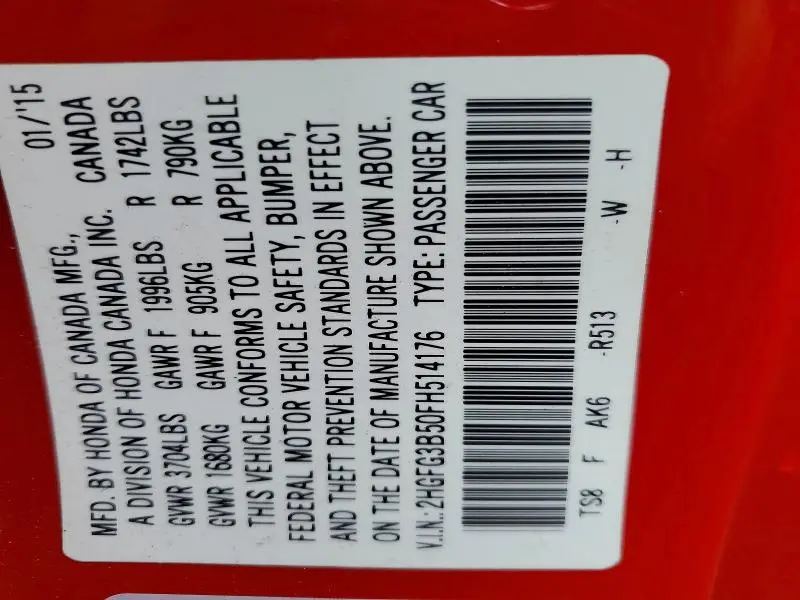 MFD. BY HONDA OF CANADA MFG., 01/'15
A DIVISION OF HONDA CANADA INC. CANADA
GVWR 3704LBS GAWR F 1996LBS R 1742LBS
GVWR 1680KG GAWR F 905KG R 790KG
THIS VEHICLE CONFORMS TO ALL APPLICABLE
FEDERAL MOTOR VEHICLE SAFETY, BUMPER,
AND THEFT PREVENTION STANDARDS IN EFFECT
ON THE DATE OF MANUFACTURE SHOWN ABOVE.
V.I.N.: 2HGFG3B50FH514176 TYPE: PASSENGER CAR
TS8 F AK6 -R513 -W -H